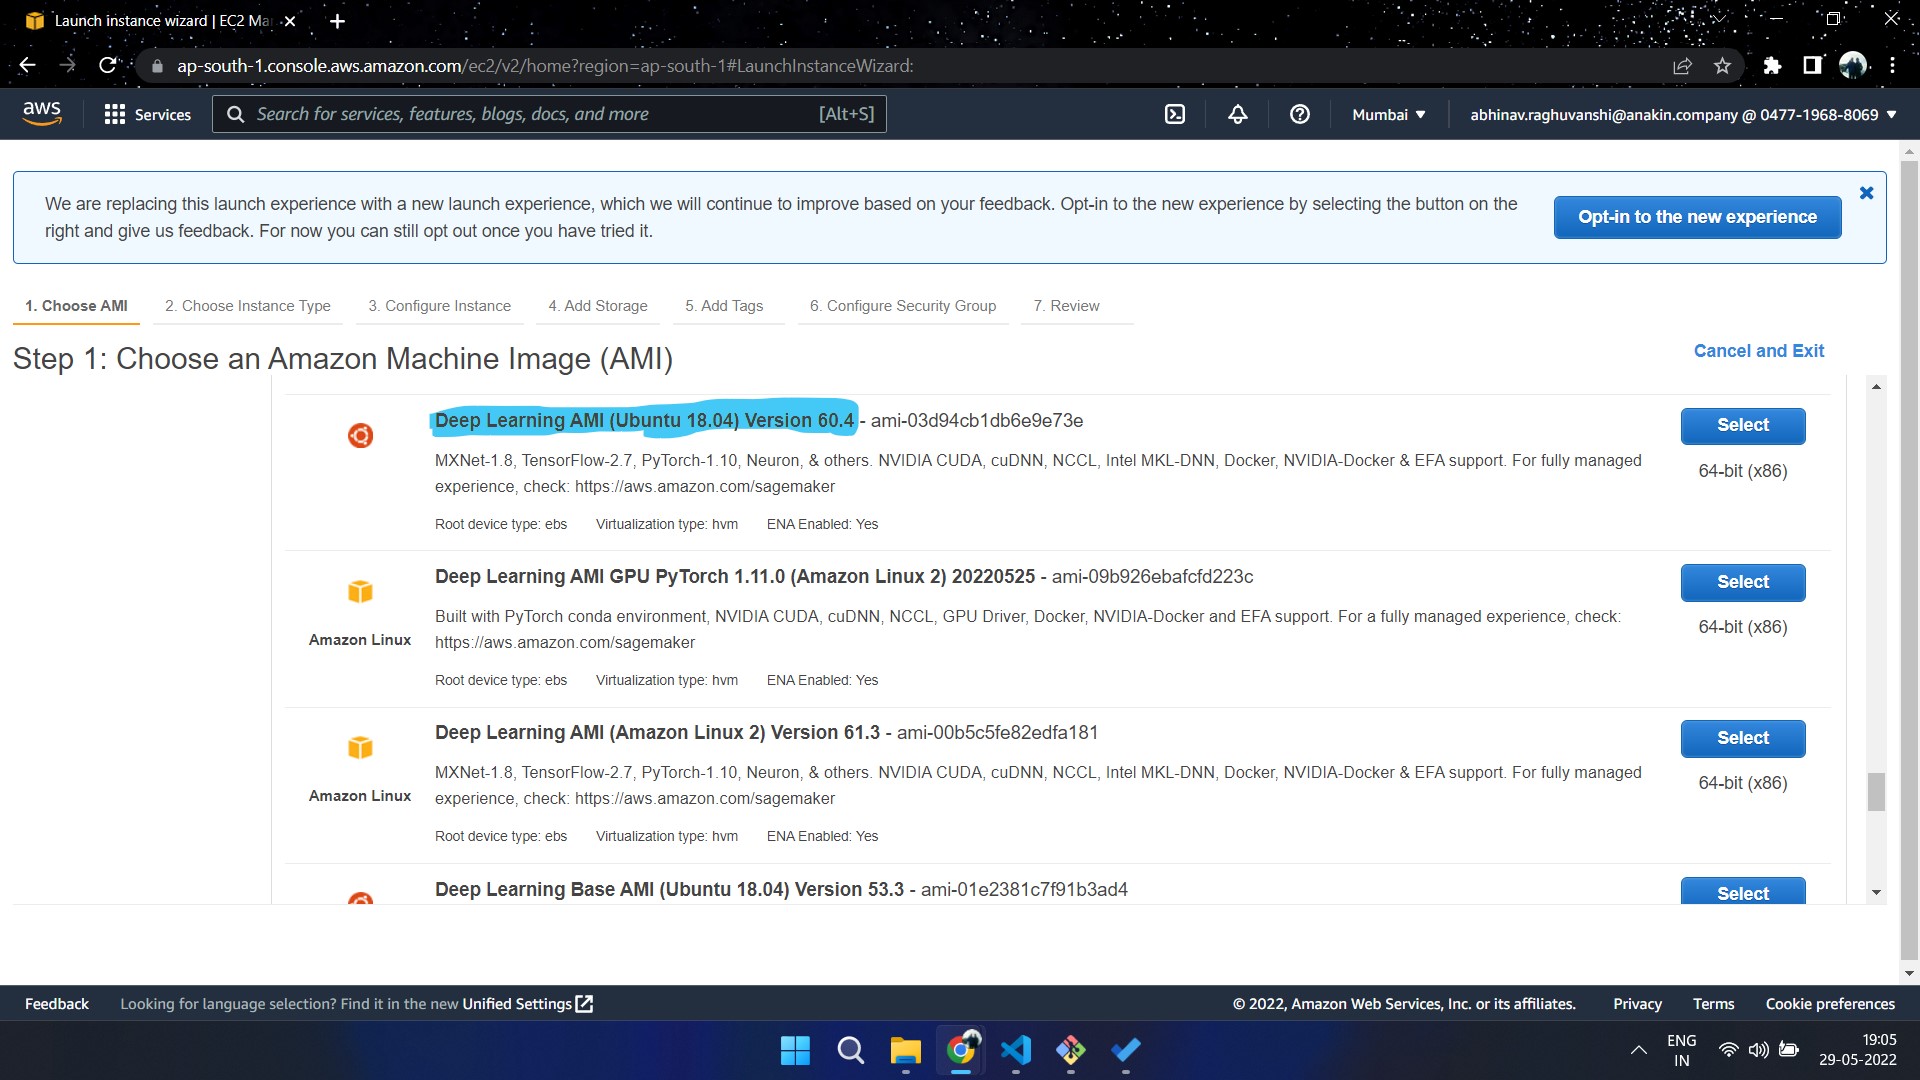 Launch instance wizard | EC2 Ma
ap-south-1.console.aws.amazon.com/ec2/v2/home?region=ap-south-1#LaunchInstanceWizard:
aws Services Search for services, features, blogs, docs, and more [Alt+S] Mumbai abhinav.raghuvanshi@anakin.company @ 0477-1968-8069
We are replacing this launch experience with a new launch experience, which we will continue to improve based on your feedback. Opt-in to the new experience by selecting the button on the
right and give us feedback. For now you can still opt out once you have tried it.
Opt-in to the new experience
1. Choose AMI 2. Choose Instance Type 3. Configure Instance 4. Add Storage 5. Add Tags 6. Configure Security Group 7. Review
Step 1: Choose an Amazon Machine Image (AMI)
Cancel and Exit
Deep Learning AMI (Ubuntu 18.04) Version 60.4 - ami-03d94cb1db6e9e73e
Select
MXNet-1.8, TensorFlow-2.7, PyTorch-1.10, Neuron, & others. NVIDIA CUDA, cuDNN, NCCL, Intel MKL-DNN, Docker, NVIDIA-Docker & EFA support. For fully managed
experience, check: https://aws.amazon.com/sagemaker
64-bit (x86)
Root device type: ebs Virtualization type: hvm ENA Enabled: Yes
Deep Learning AMI GPU PyTorch 1.11.0 (Amazon Linux 2) 20220525 - ami-09b926ebafcfd223c
Select
Amazon Linux
Built with PyTorch conda environment, NVIDIA CUDA, cuDNN, NCCL, GPU Driver, Docker, NVIDIA-Docker and EFA support. For a fully managed experience, check:
https://aws.amazon.com/sagemaker
64-bit (x86)
Root device type: ebs Virtualization type: hvm ENA Enabled: Yes
Deep Learning AMI (Amazon Linux 2) Version 61.3 - ami-00b5c5fe82edfa181
Select
Amazon Linux
MXNet-1.8, TensorFlow-2.7, PyTorch-1.10, Neuron, & others. NVIDIA CUDA, cuDNN, NCCL, Intel MKL-DNN, Docker, NVIDIA-Docker & EFA support. For fully managed
experience, check: https://aws.amazon.com/sagemaker
64-bit (x86)
Root device type: ebs Virtualization type: hvm ENA Enabled: Yes
Deep Learning Base AMI (Ubuntu 18.04) Version 53.3 - ami-01e2381c7f91b3ad4
Select
Feedback Looking for language selection? Find it in the new Unified Settings © 2022, Amazon Web Services, Inc. or its affiliates. Privacy Terms Cookie preferences
ENG
IN
19:05
29-05-2022